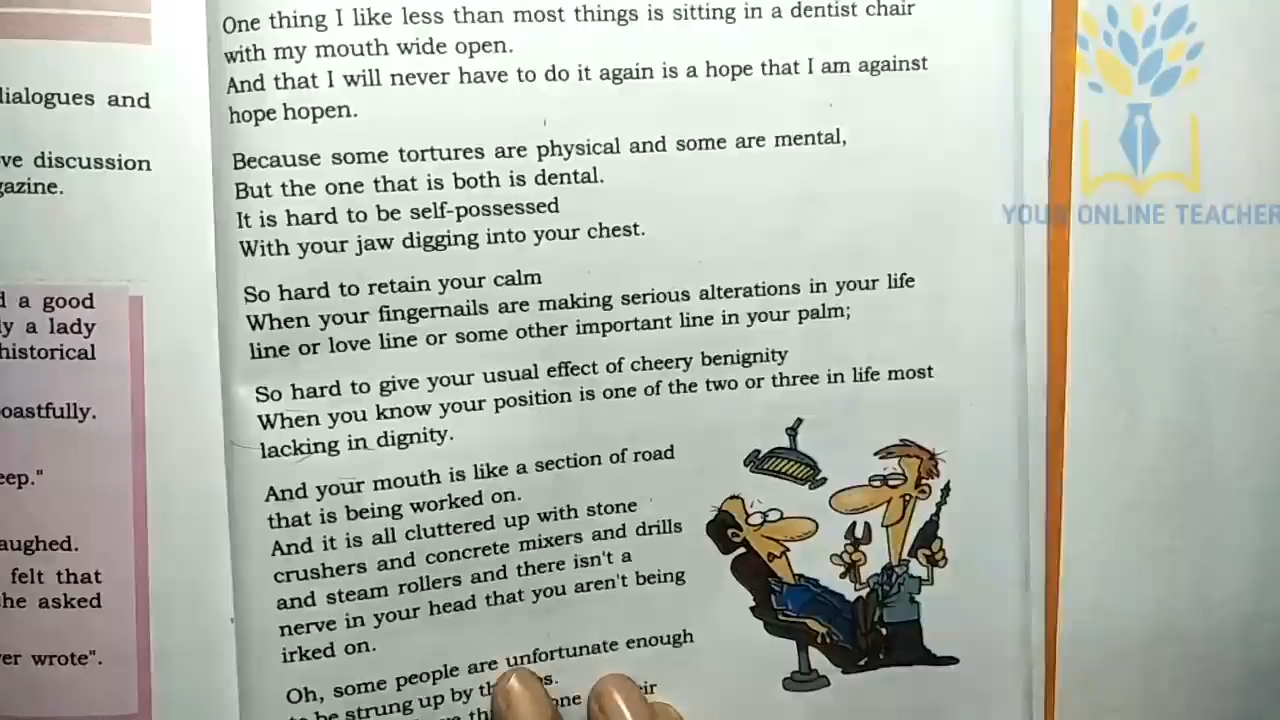 One thing I like less than most things is sitting in a dentist chair
with my mouth wide open.
And that I will never have to do it again is a hope that I am against
hope hopen.
Because some tortures are physical and some are mental,
But the one that is both is dental.
It is hard to be self-possessed
With your jaw digging into your chest.
So hard to retain your calm
When your fingernails are making serious alterations in your life
line or love line or some other important line in your palm;
So hard to give your usual effect of cheery benignity
When you know your position is one of the two or three in life most
lacking in dignity.
And your mouth is like a section of road
that is being worked on.
And it is all cluttered up with stone
crushers and concrete mixers and drills
and steam rollers and there isn't a
nerve in your head that you aren't being
irked on.
Oh, some people are unfortunate enough
be strung up by
dialogues and
discussion
a good
a lady
historical
laughed.
felt that
she asked
wrote".
YOUR ONLINE TEACHER